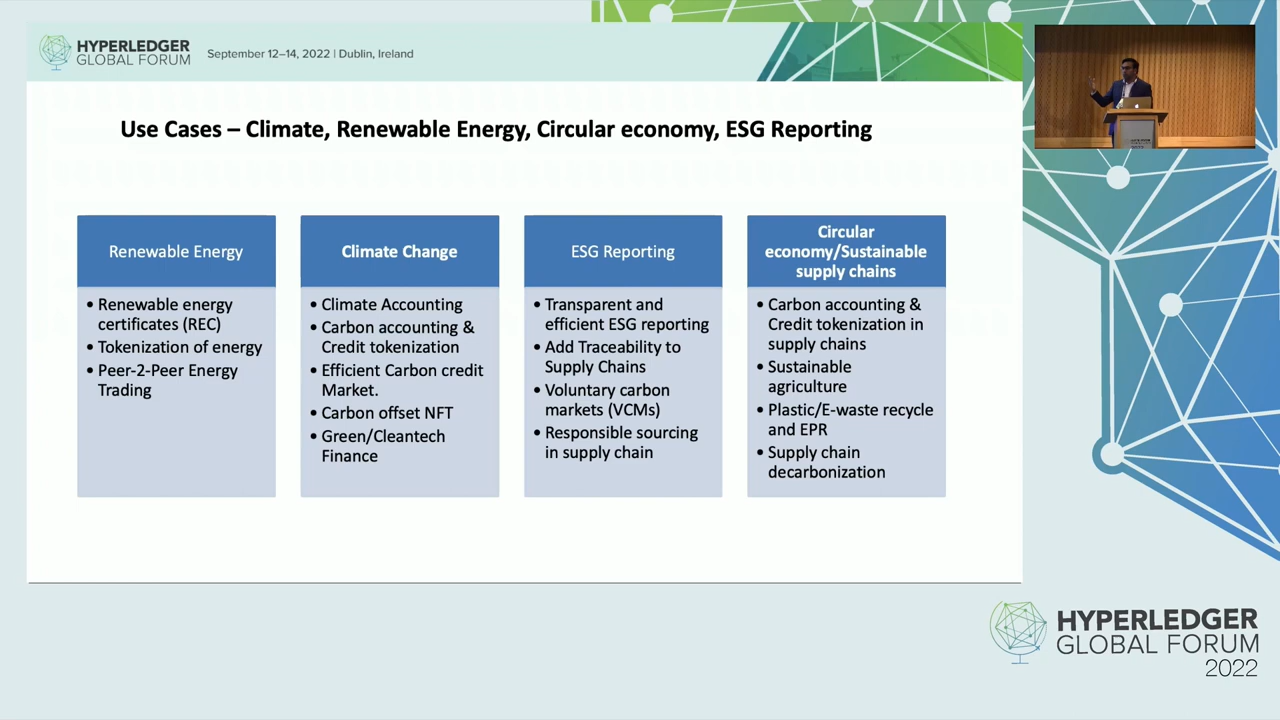 HYPERLEDGER
GLOBAL FORUM
September 12–14, 2022 | Dublin, Ireland
Use Cases – Climate, Renewable Energy, Circular economy, ESG Reporting
Renewable Energy
• Renewable energy
certificates (REC)
• Tokenization of energy
• Peer-2-Peer Energy
Trading
Climate Change
• Climate Accounting
• Carbon accounting &
Credit tokenization
• Efficient Carbon credit
Market.
• Carbon offset NFT
• Green/Cleantech
Finance
ESG Reporting
• Transparent and
efficient ESG reporting
• Add Traceability to
Supply Chains
• Voluntary carbon
markets (VCMs)
• Responsible sourcing
in supply chain
Circular
economy/Sustainable
supply chains
• Carbon accounting &
Credit tokenization in
supply chains
• Sustainable
agriculture
• Plastic/E-waste recycle
and EPR
• Supply chain
decarbonization
HYPERLEDGER
GLOBAL FORUM
2022